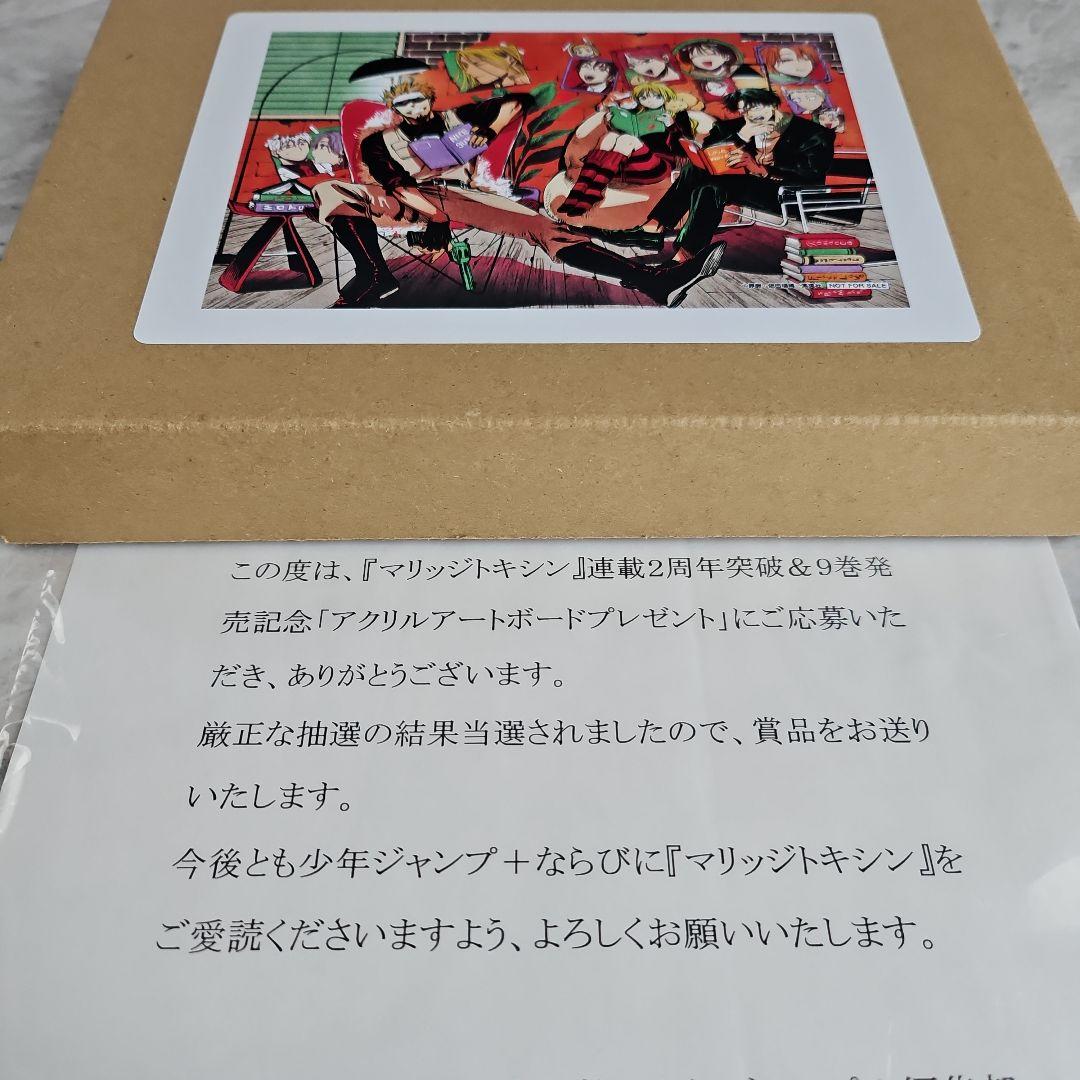 NOT FOR SALE
この度は、『マリッジトキシン』連載2周年突破＆9巻発
売記念「アクリルアートボードプレゼント」にご応募いた
だき、ありがとうございます。
厳正な抽選の結果当選されましたので、賞品をお送り
いたします。
今後とも少年ジャンプ＋ならびに『マリッジトキシン』を
ご愛読くださいますよう、よろしくお願いいたします。